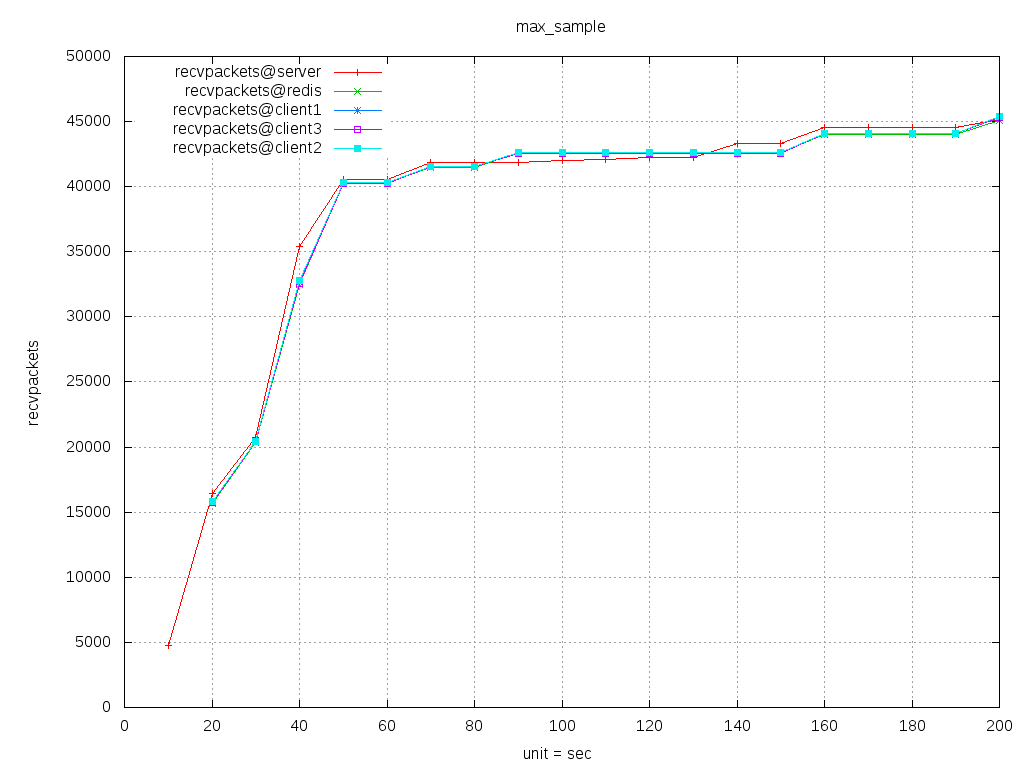 max_sample
recvpackets@server
recvpackets@redis
recvpackets@client1
recvpackets@client3
recvpackets@client2
50000
45000
40000
35000
30000
25000
20000
15000
10000
5000
0
recvpackets
0 20 40 60 80 100 120 140 160 180 200
unit = sec